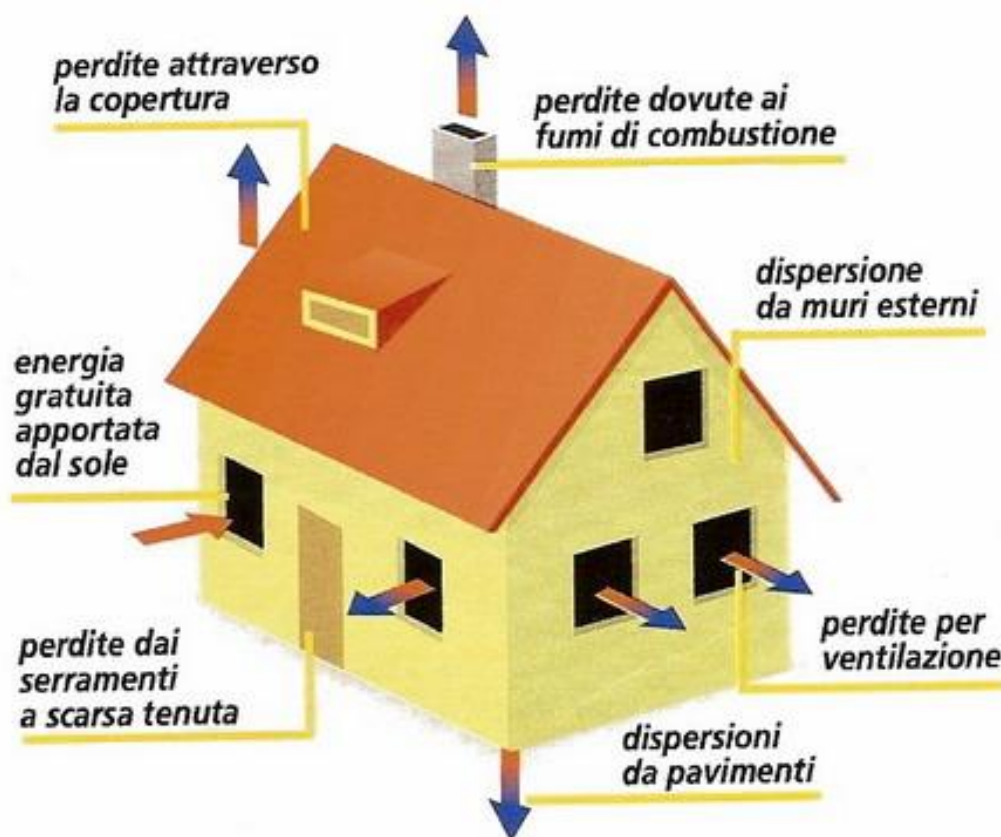 perdite attraverso
la copertura
perdite dovute ai
fumi di combustione
dispersione
da muri esterni
energia
gratuita
apportata
dal sole
perdite dai
serramenti
a scarsa tenuta
perdite per
ventilazione
dispersioni
da pavimenti